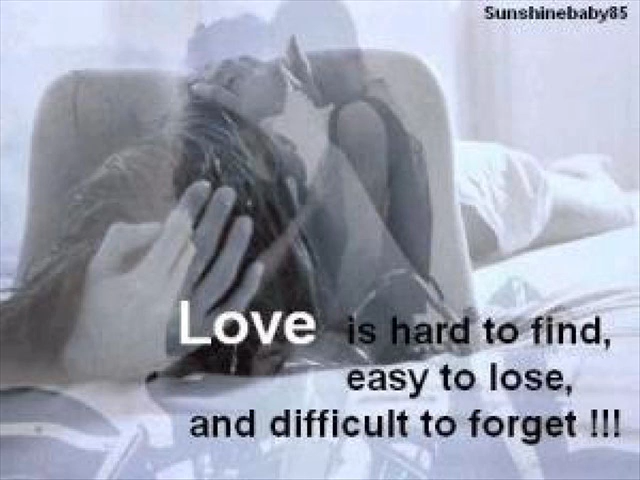 Sunshinebaby85
Love is hard to find,
easy to lose,
and difficult to forget !!!